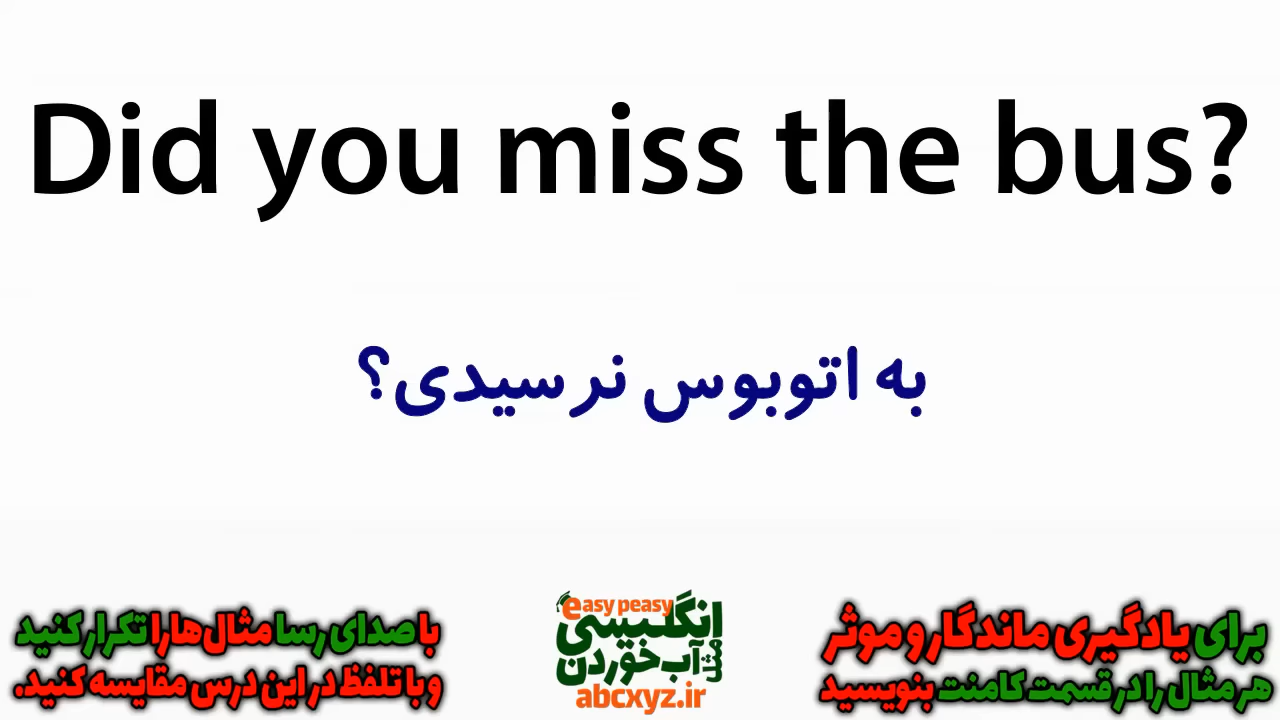 Did you miss the bus?
به اتوبوس نرسیدی؟
برای یادگیری ماندگار و موثر
هر مثال را در قسمت کامنت بنویسید
easy peasy
انگلیسی
مثل آب خوردن
abcxyz.ir
با صدای رسا مثال‌ها را تکرار کنید
و با تلفظ در این درس مقایسه کنید.